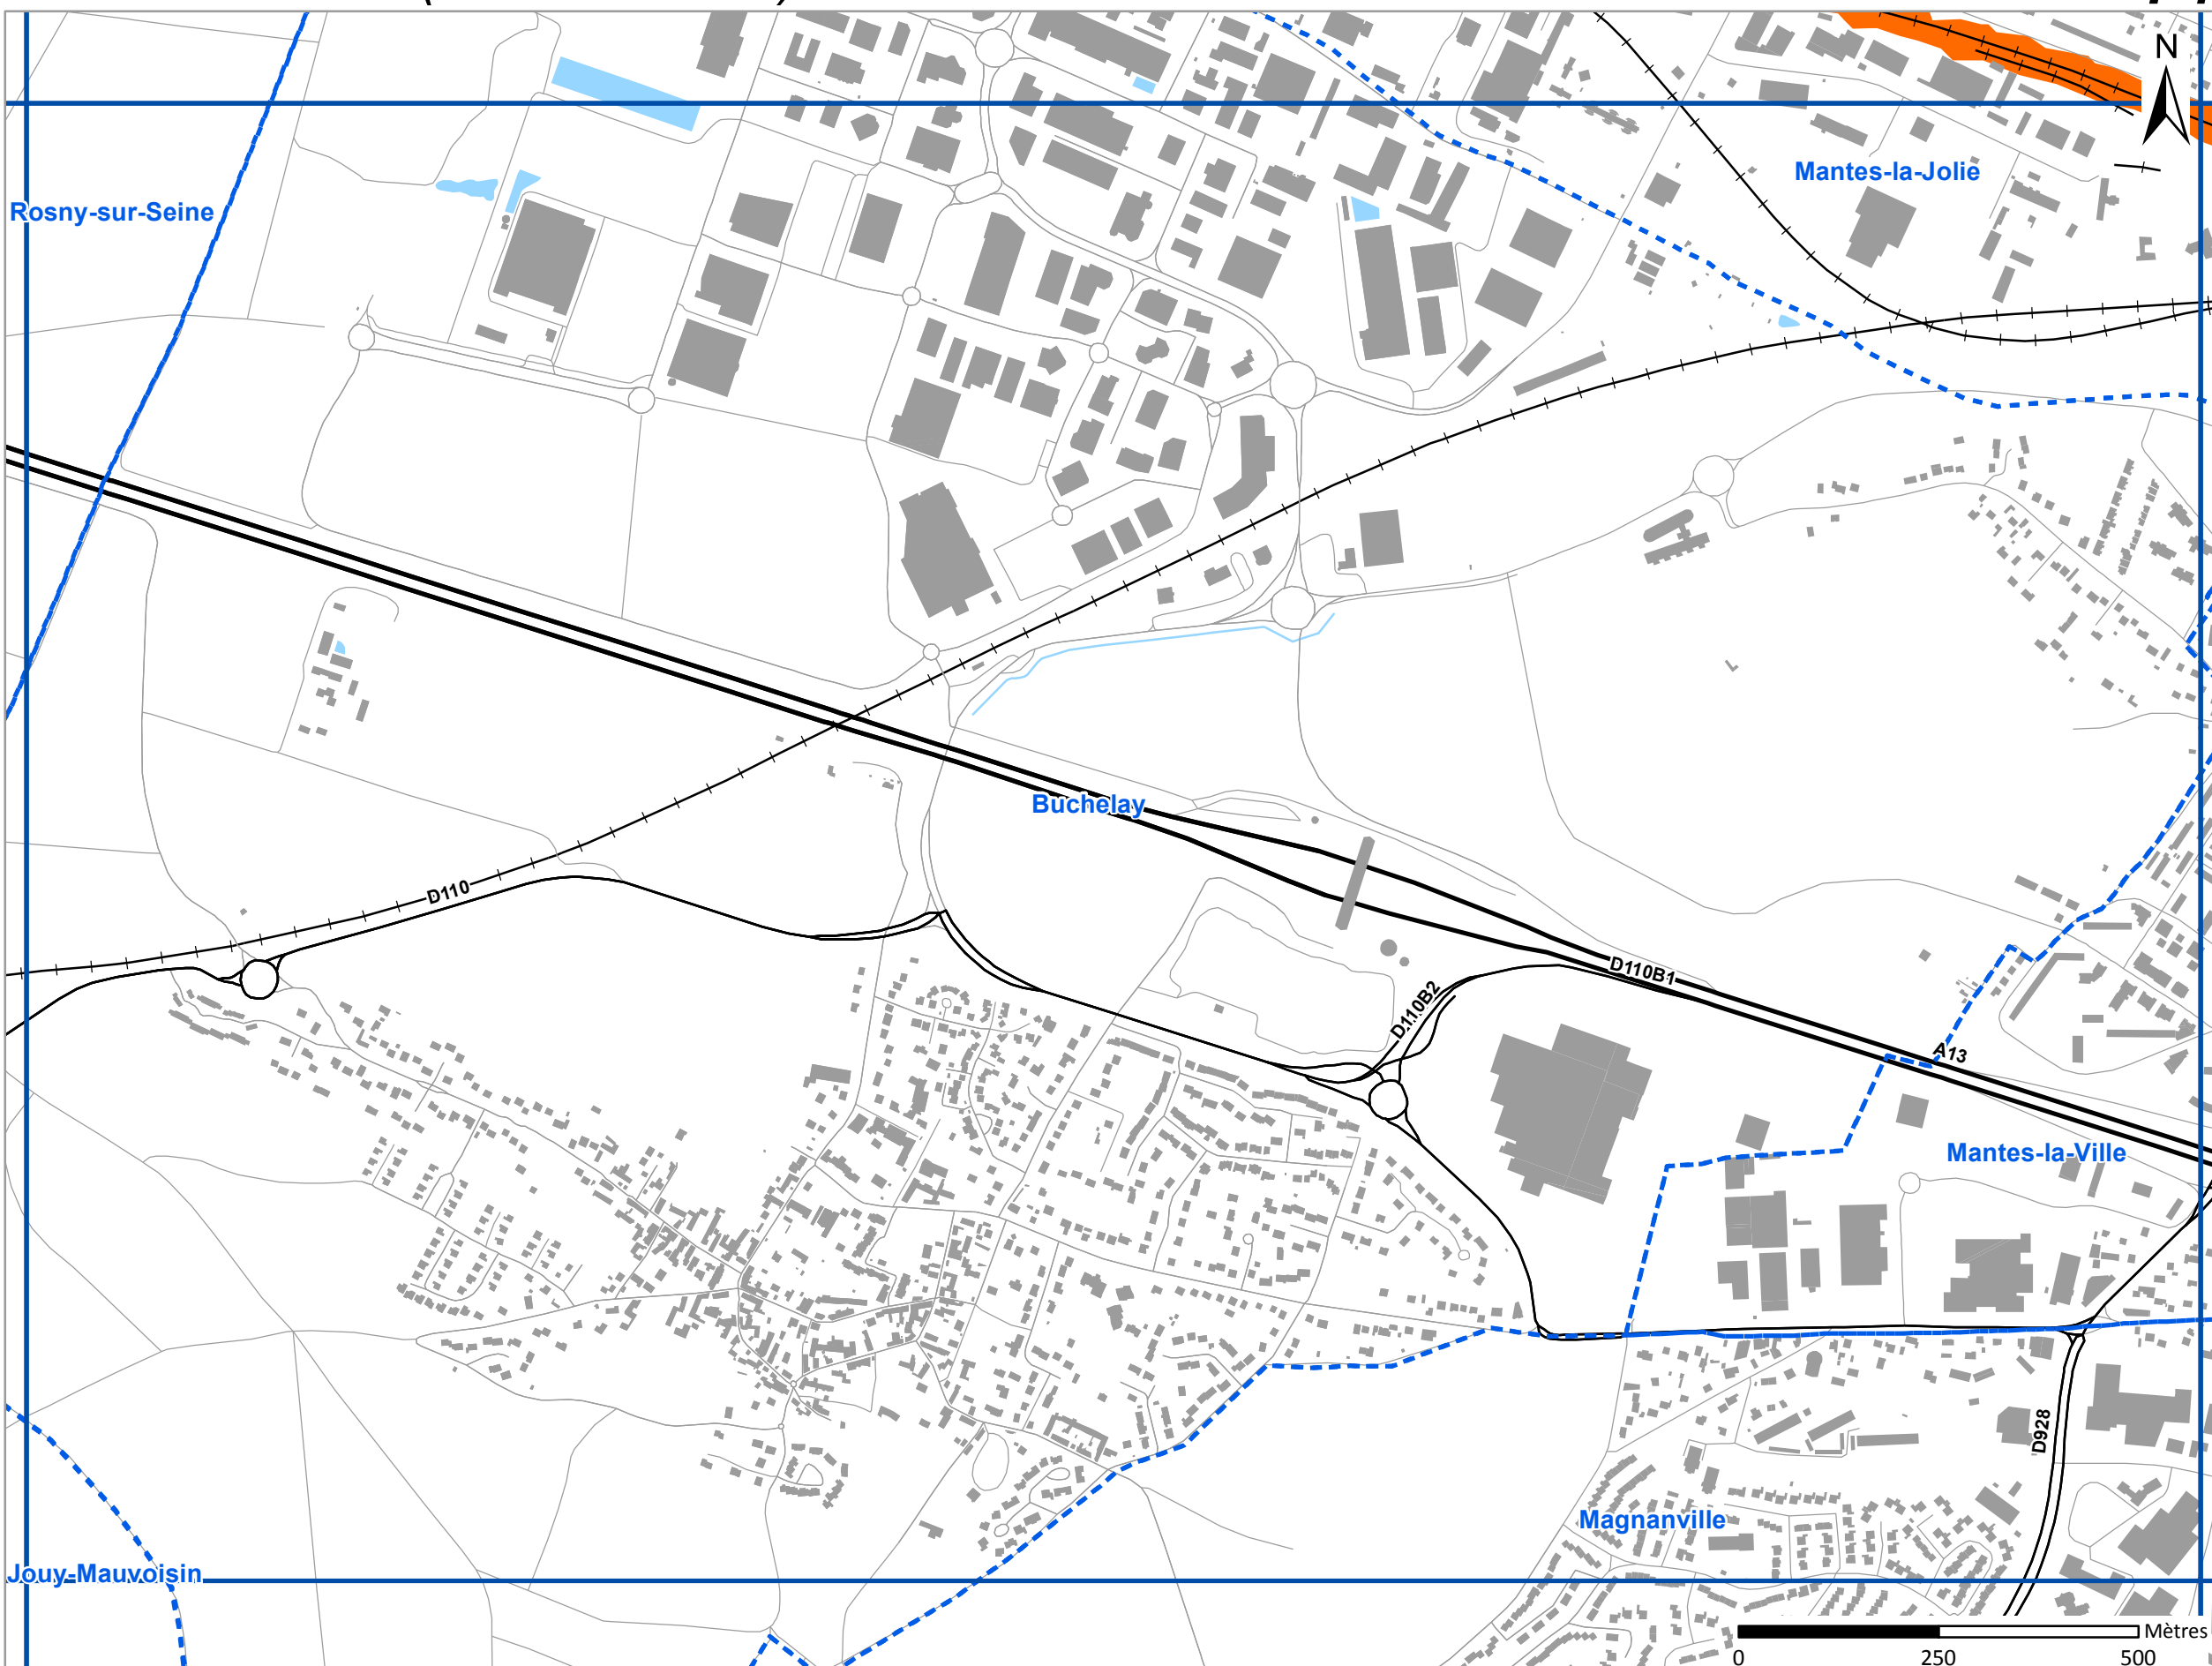 N
Mantes-la-Jolie
Rosny-sur-Seine
Buchelay
D110
D110B1
D110B2
A13
Mantes-la-Ville
D928
Magnanville
Jouy-Mauvoisin
Mètres
0 250 500